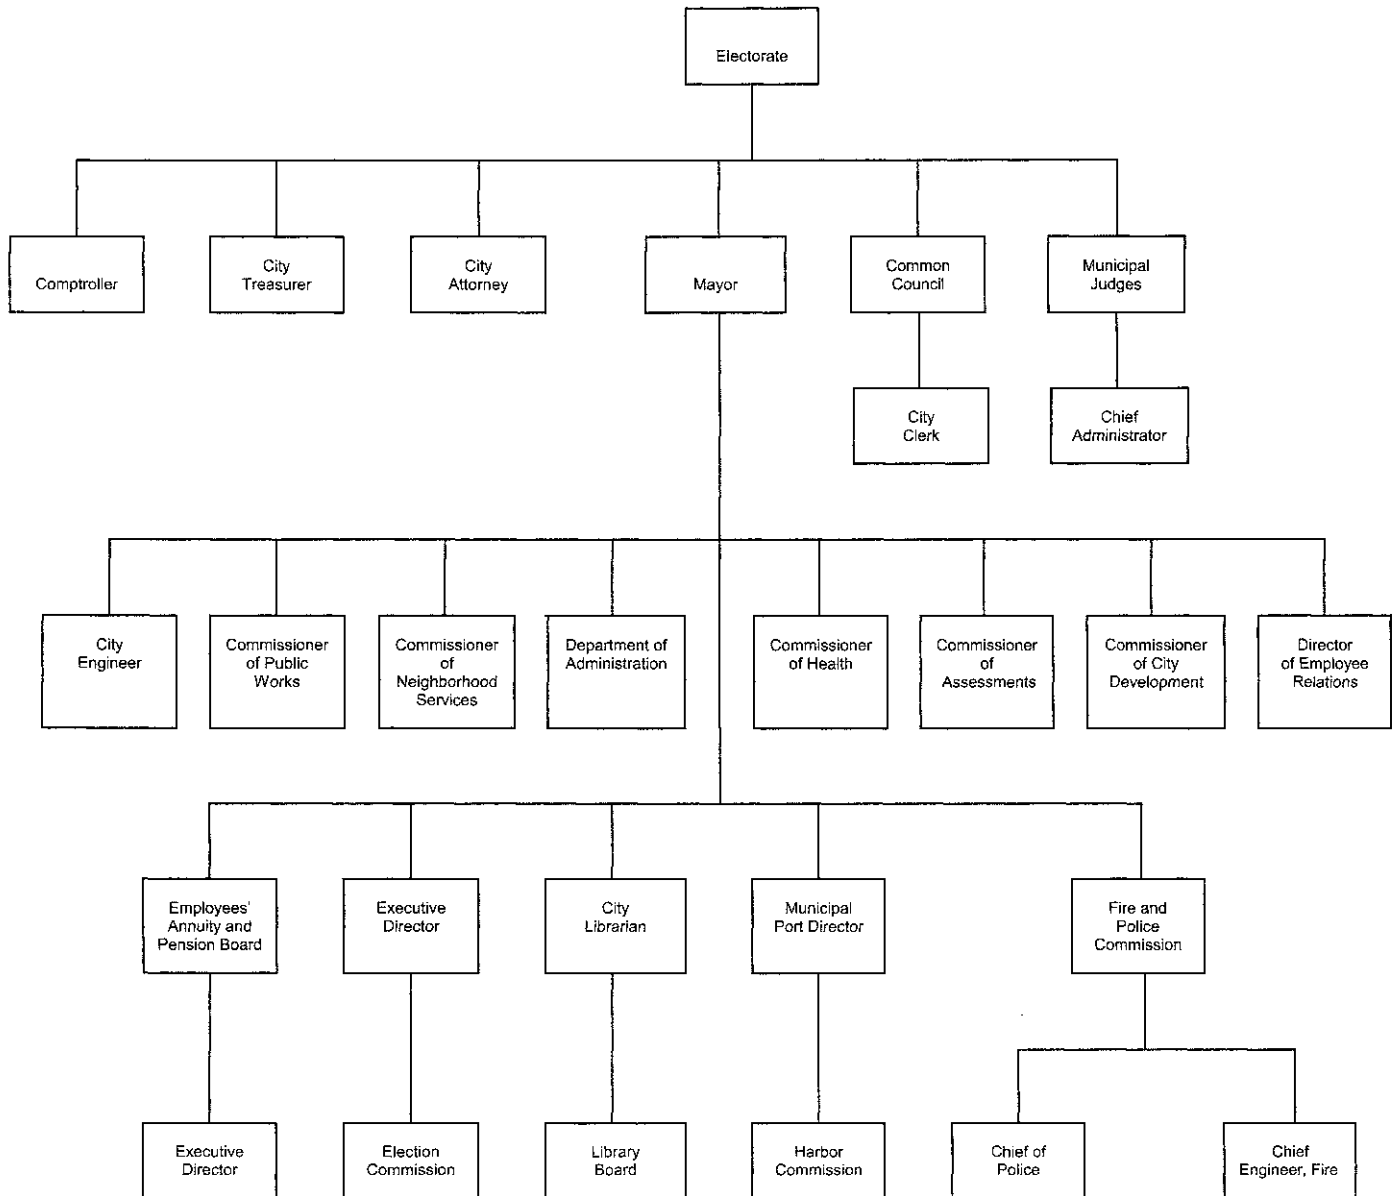 Electorate
Comptroller
City
Treasurer
City
Attorney
Mayor
Common
Council
Municipal
Judges
City
Clerk
Chief
Administrator
City
Engineer
Commissioner
of Public
Works
Commissioner
of
Neighborhood
Services
Department of
Administration
Commissioner
of Health
Commissioner
of
Assessments
Commissioner
of City
Development
Director
of Employee
Relations
Employees'
Annuity and
Pension Board
Executive
Director
City
Librarian
Municipal
Port Director
Fire and
Police
Commission
Executive
Director
Election
Commission
Library
Board
Harbor
Commission
Chief of
Police
Chief
Engineer, Fire